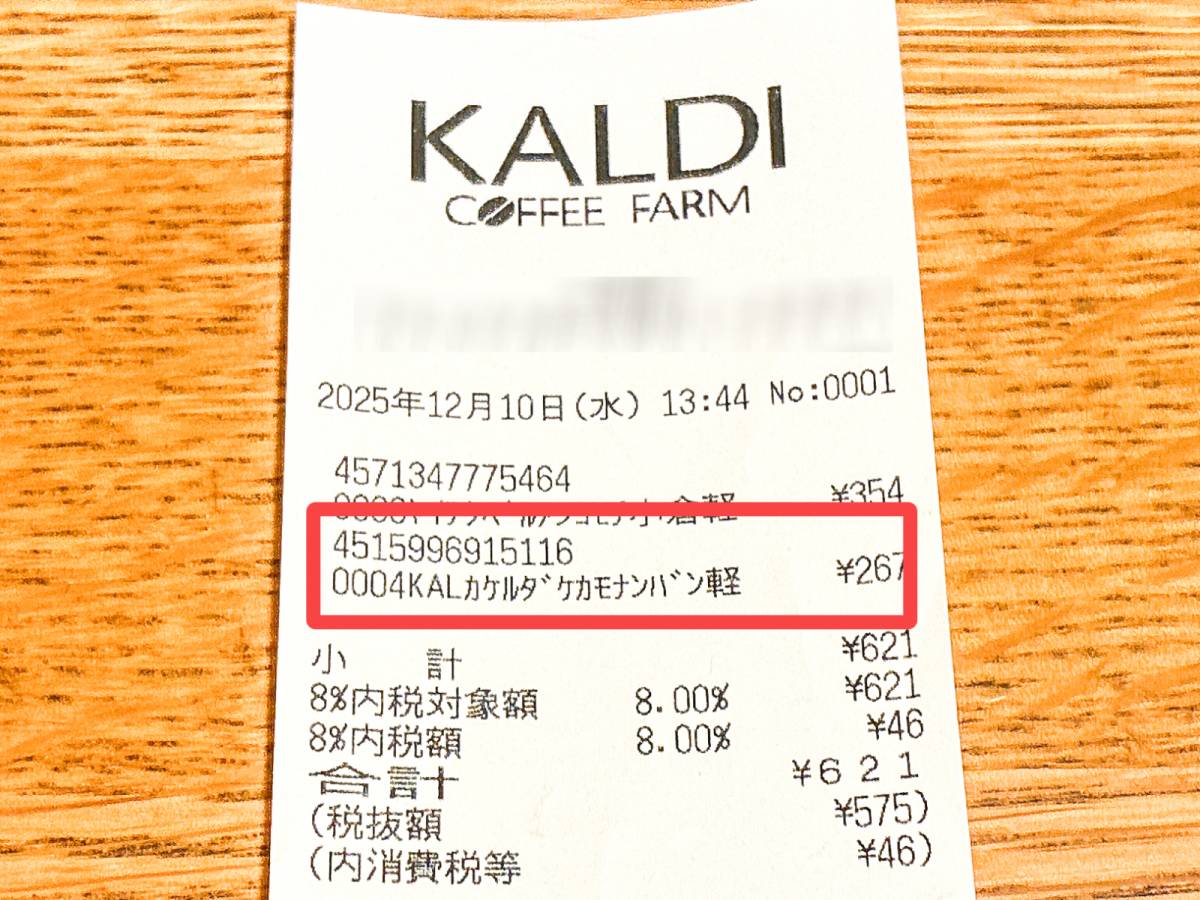 KALDI
COFFEE FARM
2025年12月10日(水) 13:44 No:0001
4571347775464
小倉軽 ¥354
4515996915116
0004KALカケルダケカモナンバン軽 ¥267
小 計 ¥621
8%内税対象額 8.00% ¥621
8%内税額 8.00% ¥46
合計 ¥621
(税抜額 ¥575)
(内消費税等 ¥46)